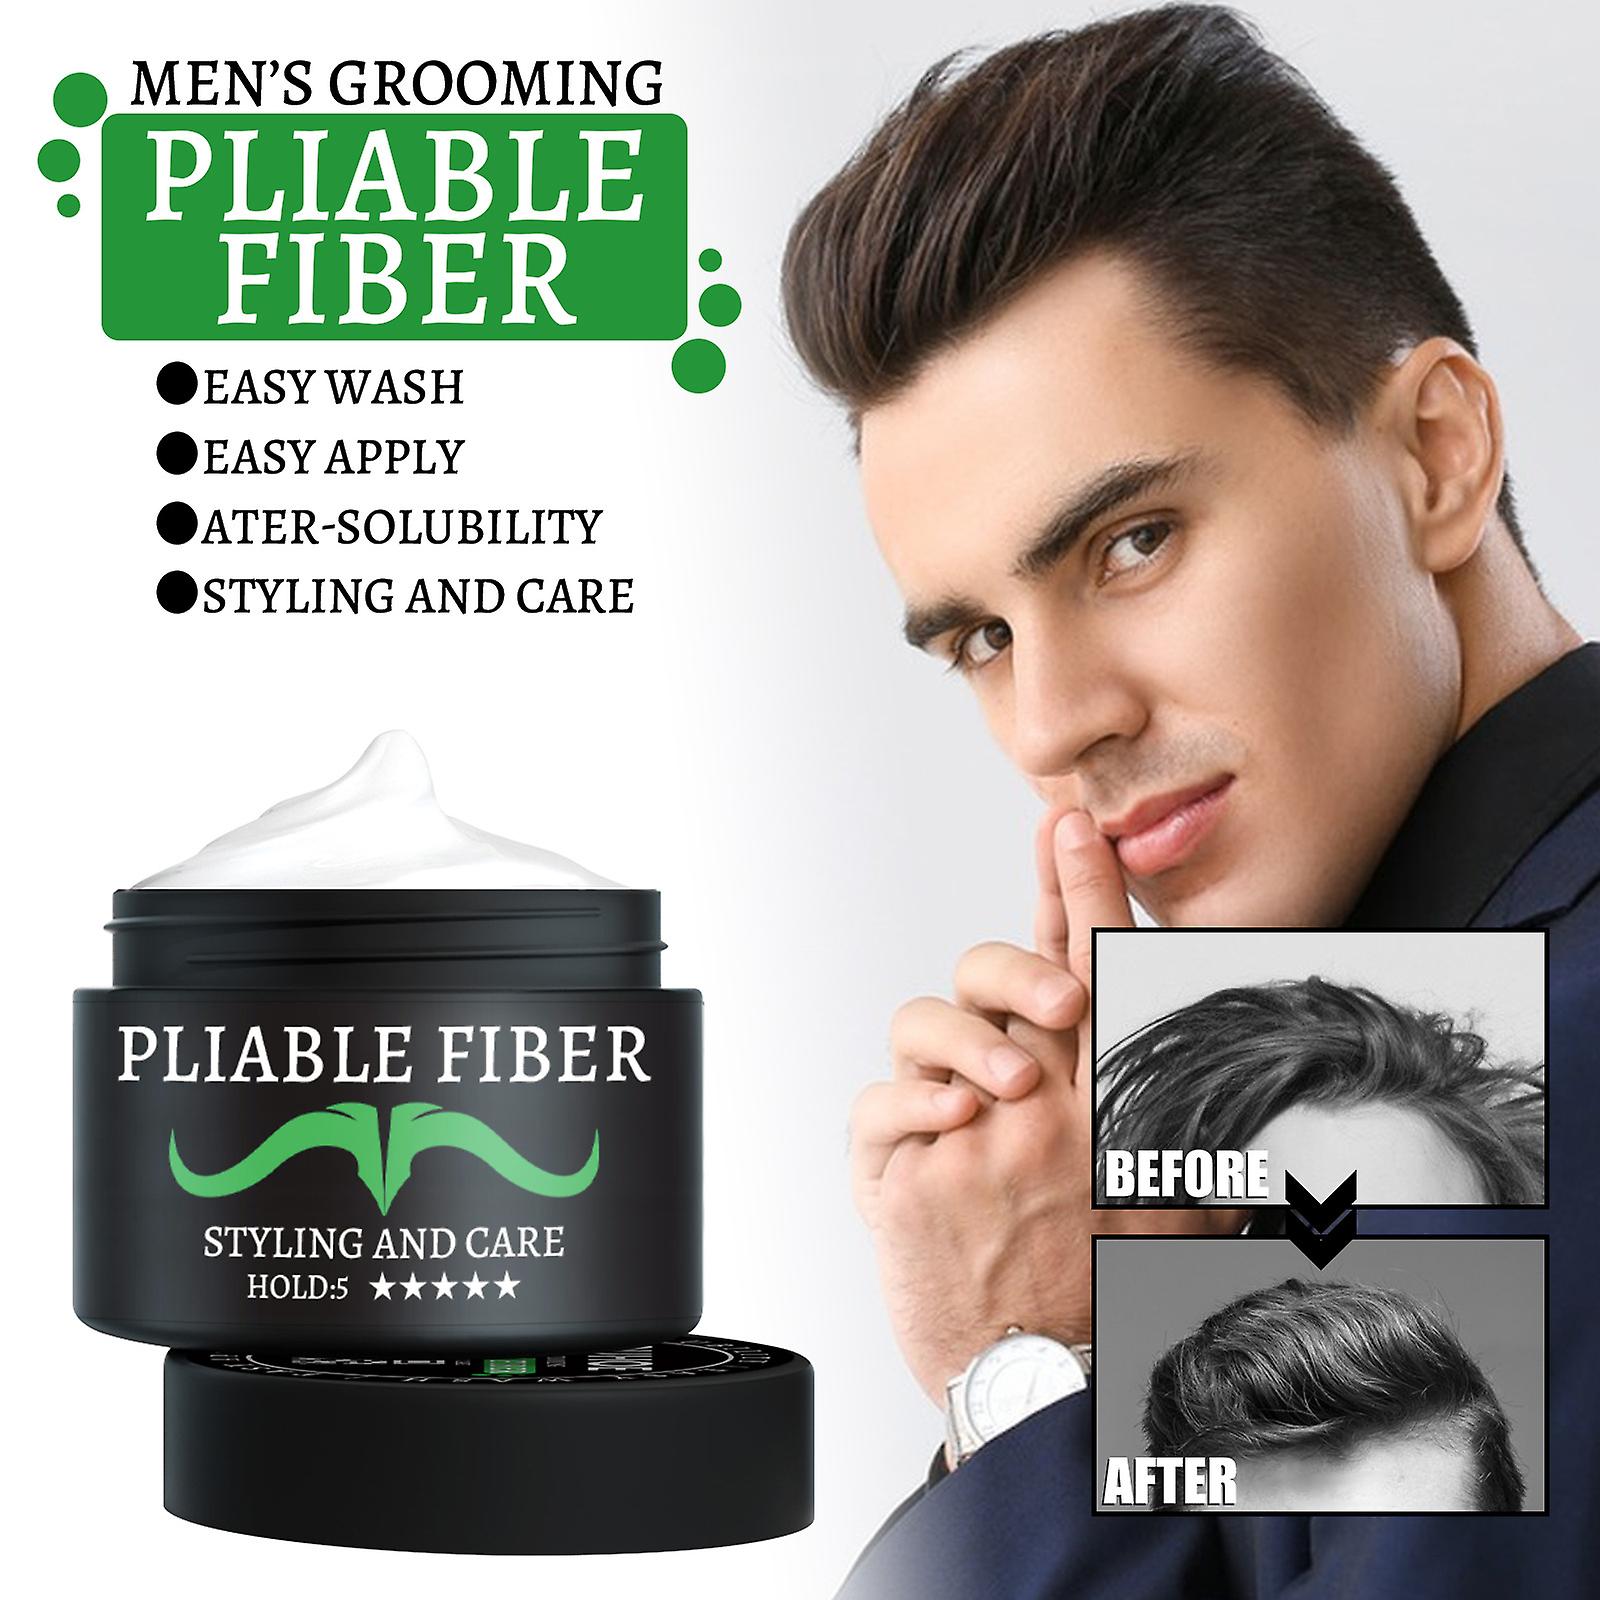 MEN'S GROOMING
PLIABLE
FIBER
●EASY WASH
●EASY APPLY
●ATER-SOLUBILITY
●STYLING AND CARE
PLIABLE FIBER
STYLING AND CARE
HOLD:5 ★★★★★
BEFORE
AFTER